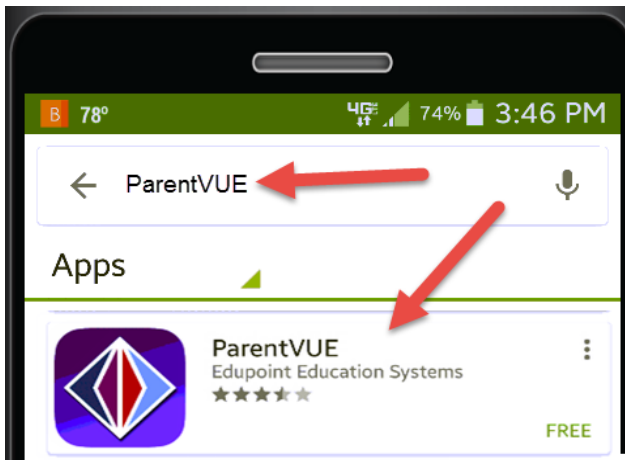 B 78° 4G 74% 3:46 PM
ParentVUE
Apps
ParentVUE
Edupoint Education Systems
FREE